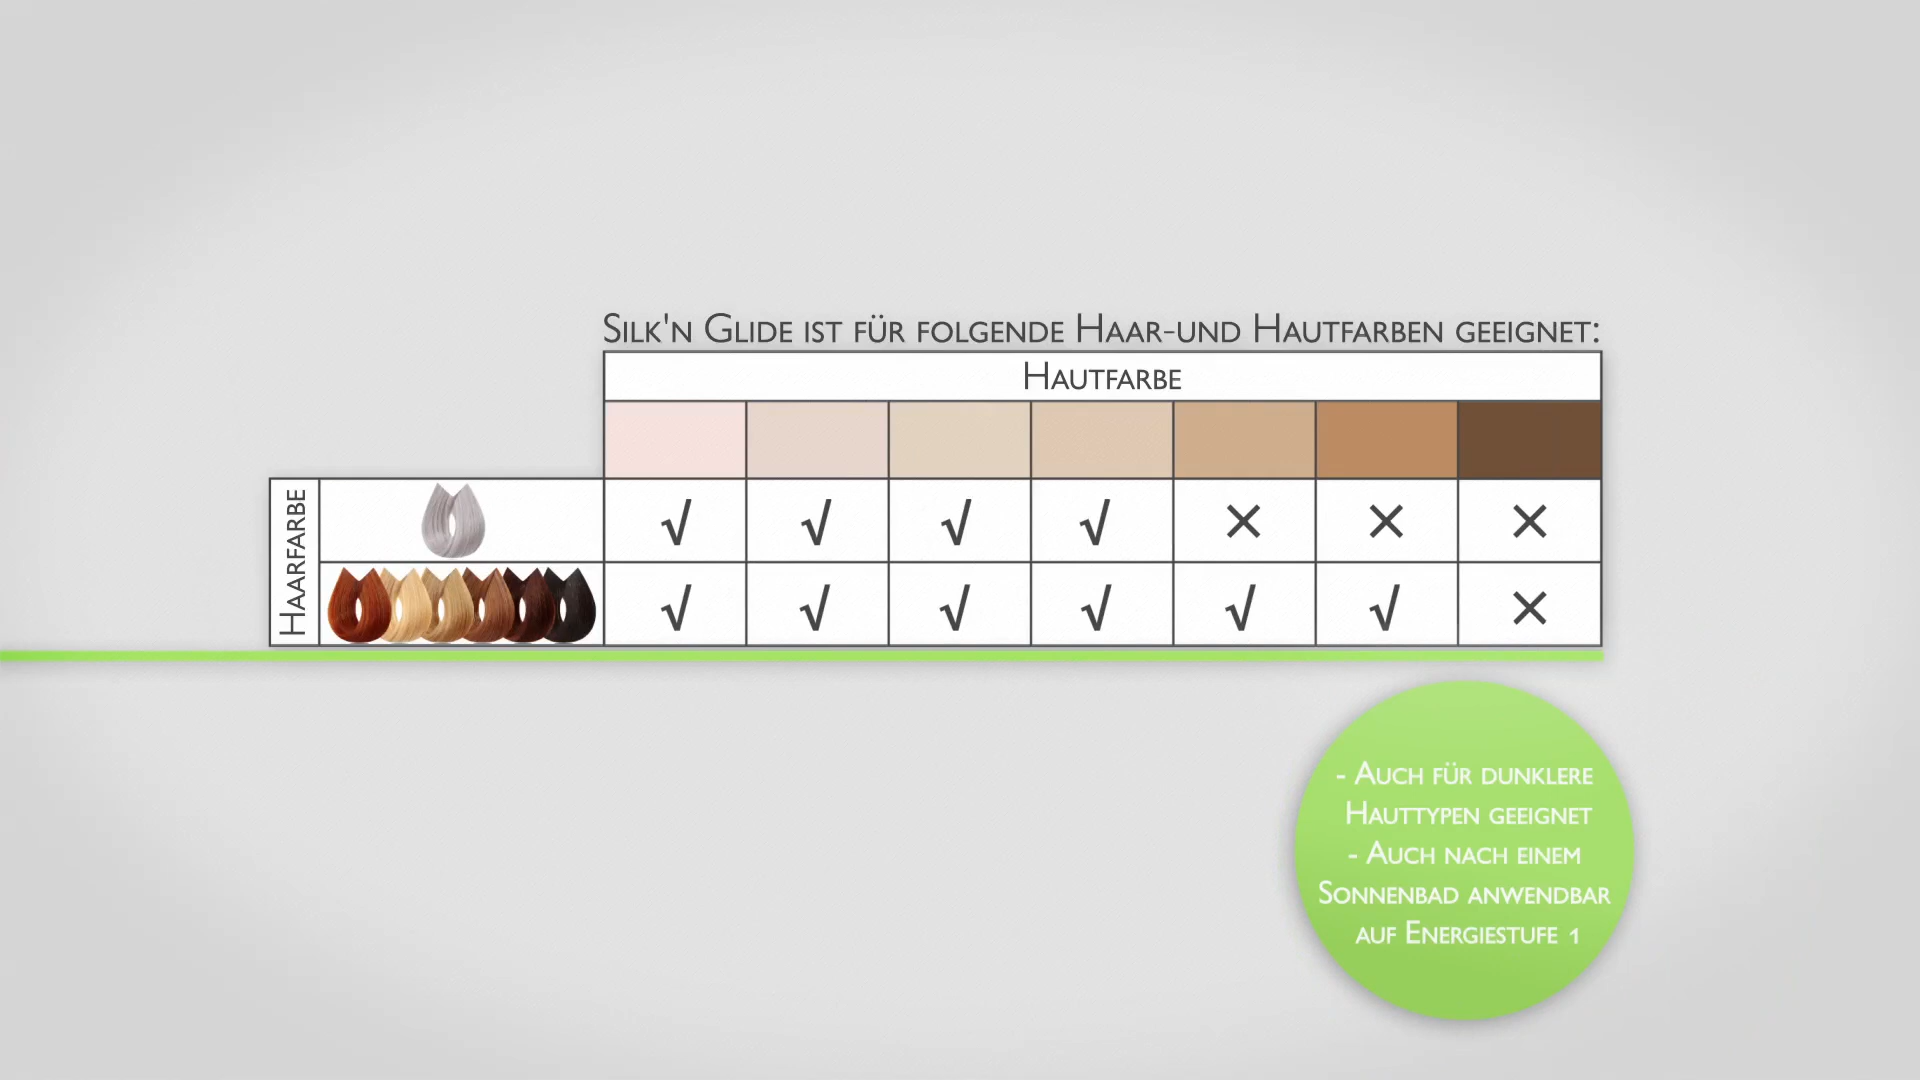 Silk'n Glide ist für folgende Haar-und Hautfarben geeignet:
Hautfarbe
Haarfarbe
√ √ √ √ × × ×
√ √ √ √ √ √ ×
- Auch für dunklere
Hauttypen geeignet
- Auch nach einem
Sonnenbad anwendbar
auf Energiestufe 1